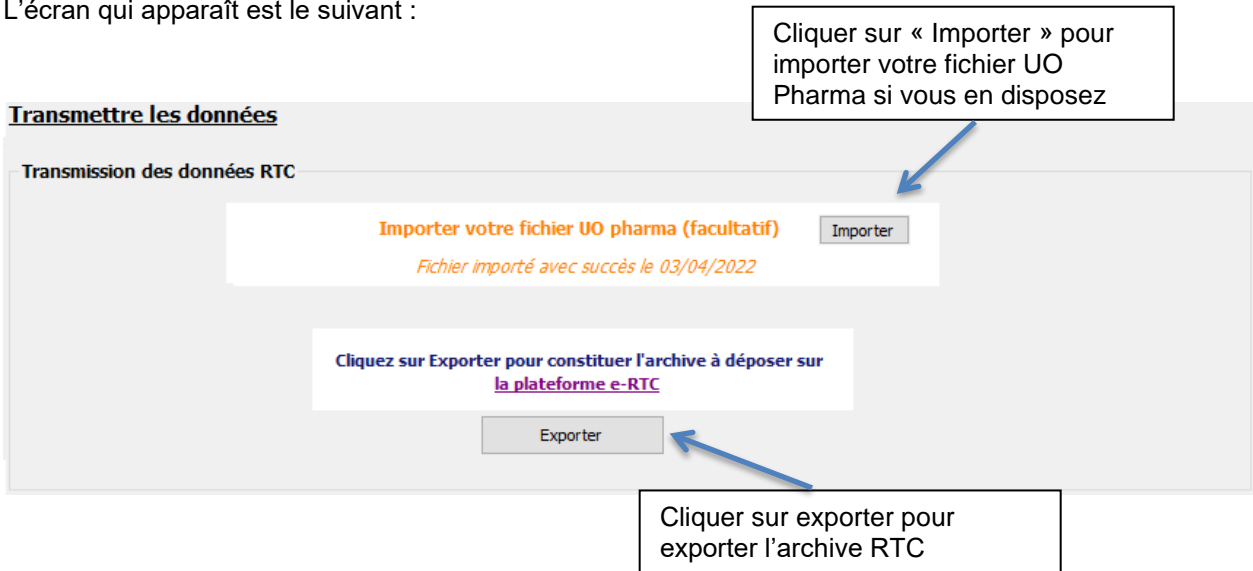 L'écran qui apparaît est le suivant :
Cliquer sur « Importer » pour
importer votre fichier UO
Pharma si vous en disposez
Transmettre les données
Transmission des données RTC
Importer votre fichier UO pharma (facultatif)
Importer
Fichier importé avec succès le 03/04/2022
Cliquez sur Exporter pour constituer l'archive à déposer sur
la plateforme e-RTC
Exporter
Cliquer sur exporter pour
exporter l'archive RTC